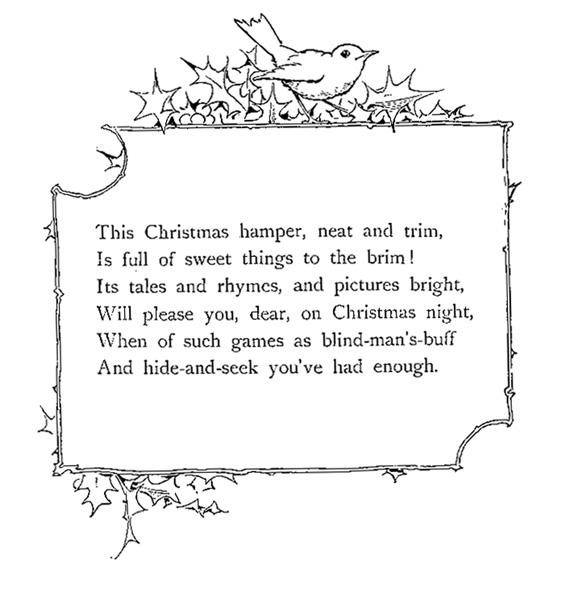 This Christmas hamper, neat and trim,
Is full of sweet things to the brim!
Its tales and rhymes, and pictures bright,
Will please you, dear, on Christmas night,
When of such games as blind-man's-buff
And hide-and-seek you've had enough.